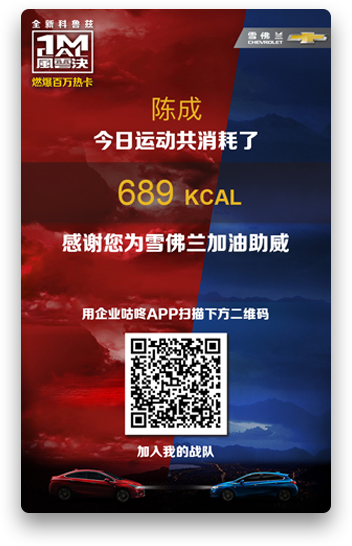 全新科鲁兹
1M
風雲決
燃爆百万热卡
雪佛兰
CHEVROLET
陈成
今日运动共消耗了
689 KCAL
感谢您为雪佛兰加油助威
用企业咕咚APP扫描下方二维码
加入我的战队